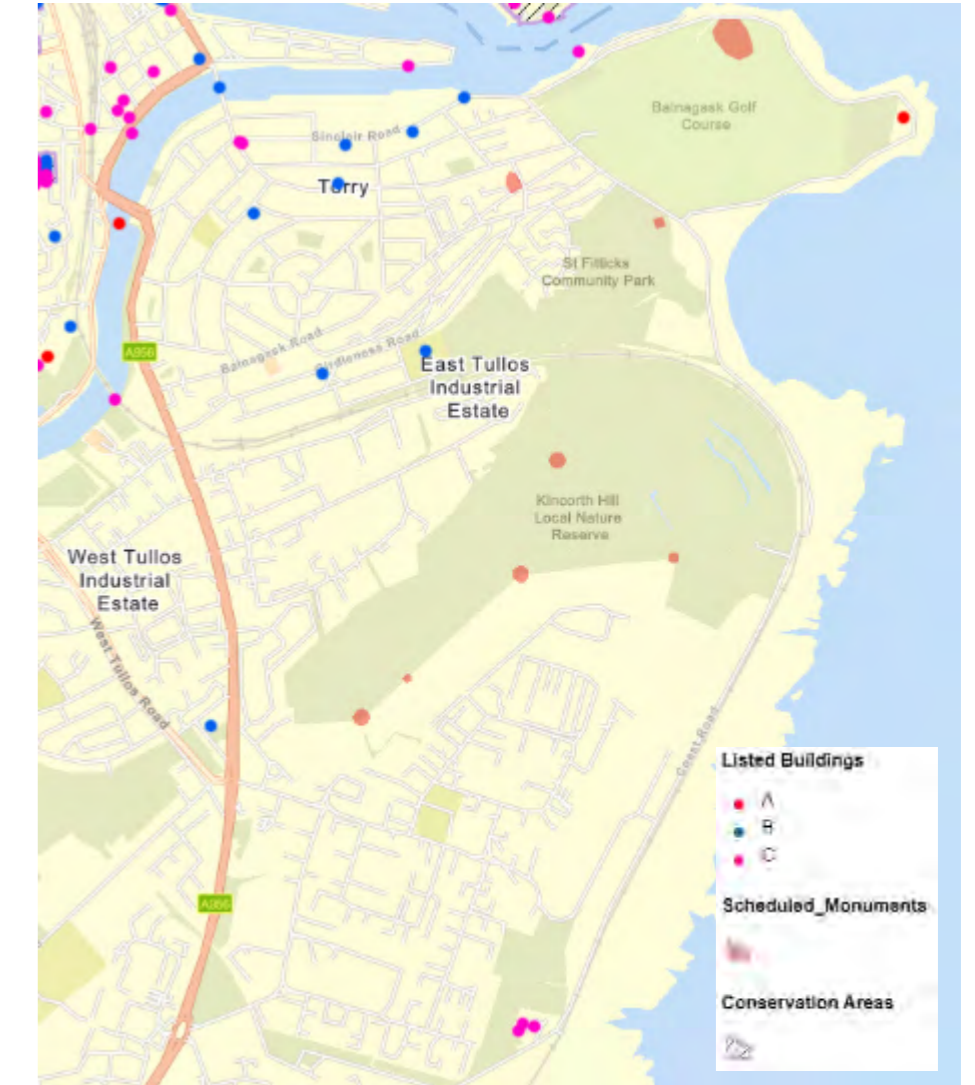 Balnagask Golf
Course
Sinclair Road
Torry
St Fitticks
Community Park
A956
Balnagask Road
Girdleness Road
East Tullos
Industrial
Estate
Kincorth Hill
Local Nature
Reserve
West Tullos
Industrial
Estate
West Tullos Road
Coast Road
A956
Listed Buildings
A
B
C
Scheduled_Monuments
Conservation Areas